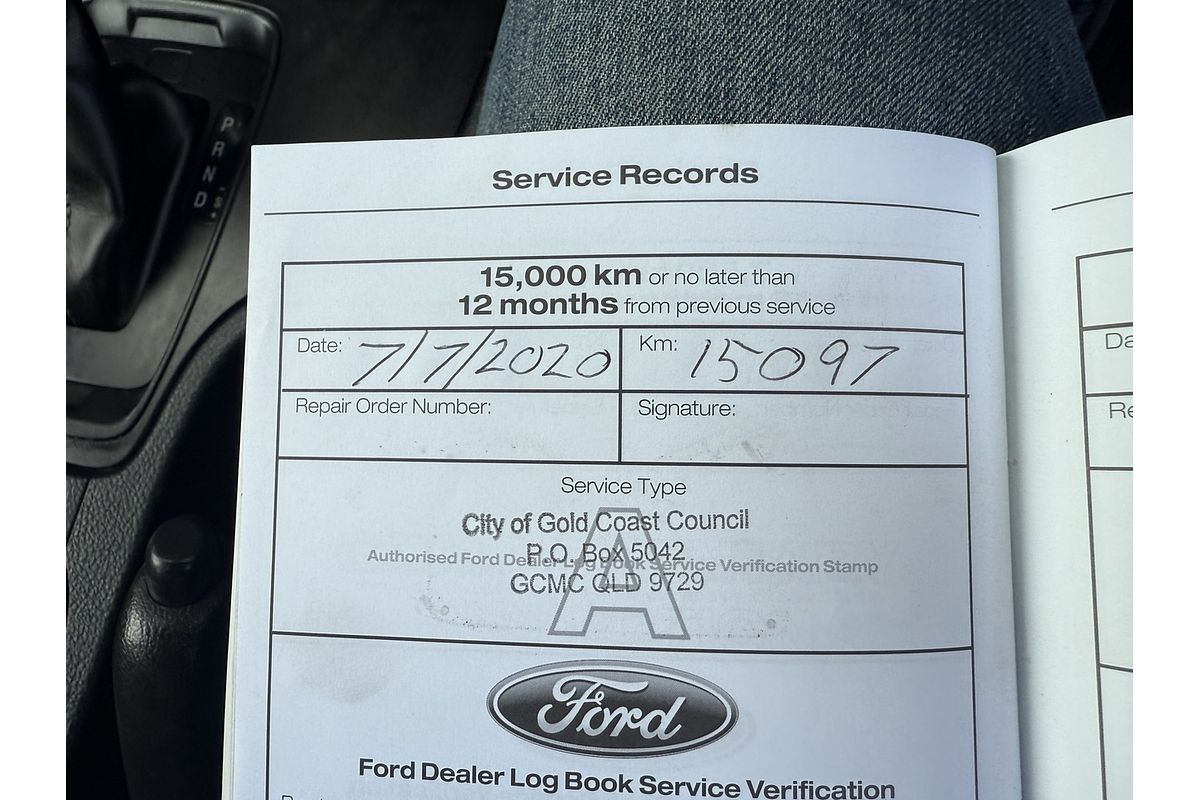 P
R
N
D
S
Service Records
15,000 km or no later than
12 months from previous service
Date: 7/7/2020
Km: 15097
Repair Order Number:
Signature:
Service Type
A
City of Gold Coast Council
P.O. Box 5042
Authorised Ford Dealer Log Book Service Verification Stamp
GCMC QLD 9729
Ford
Ford Dealer Log Book Service Verification
Da
Re